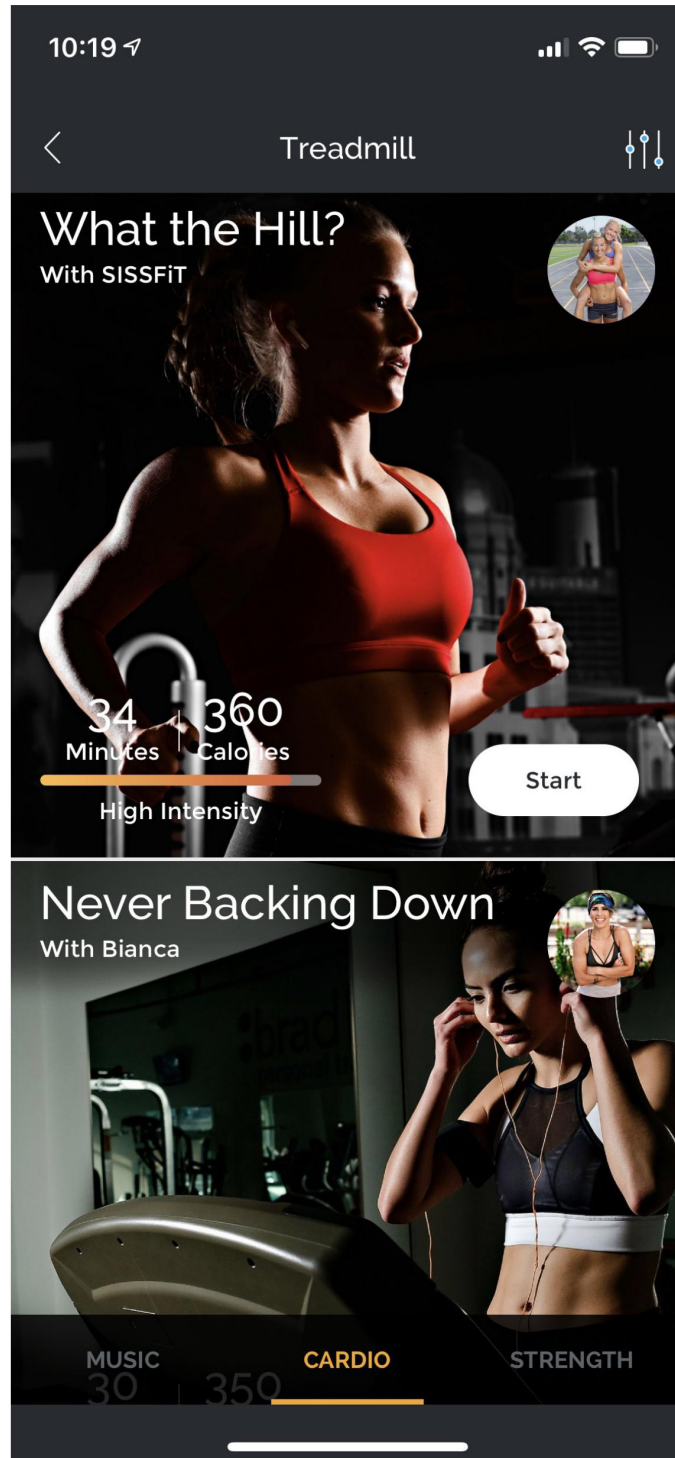 10:19
Treadmill
What the Hill?
With SISSFiT
34 360
Minutes Calories
High Intensity
Start
Never Backing Down
With Bianca
:brad
MUSIC CARDIO STRENGTH
30 350